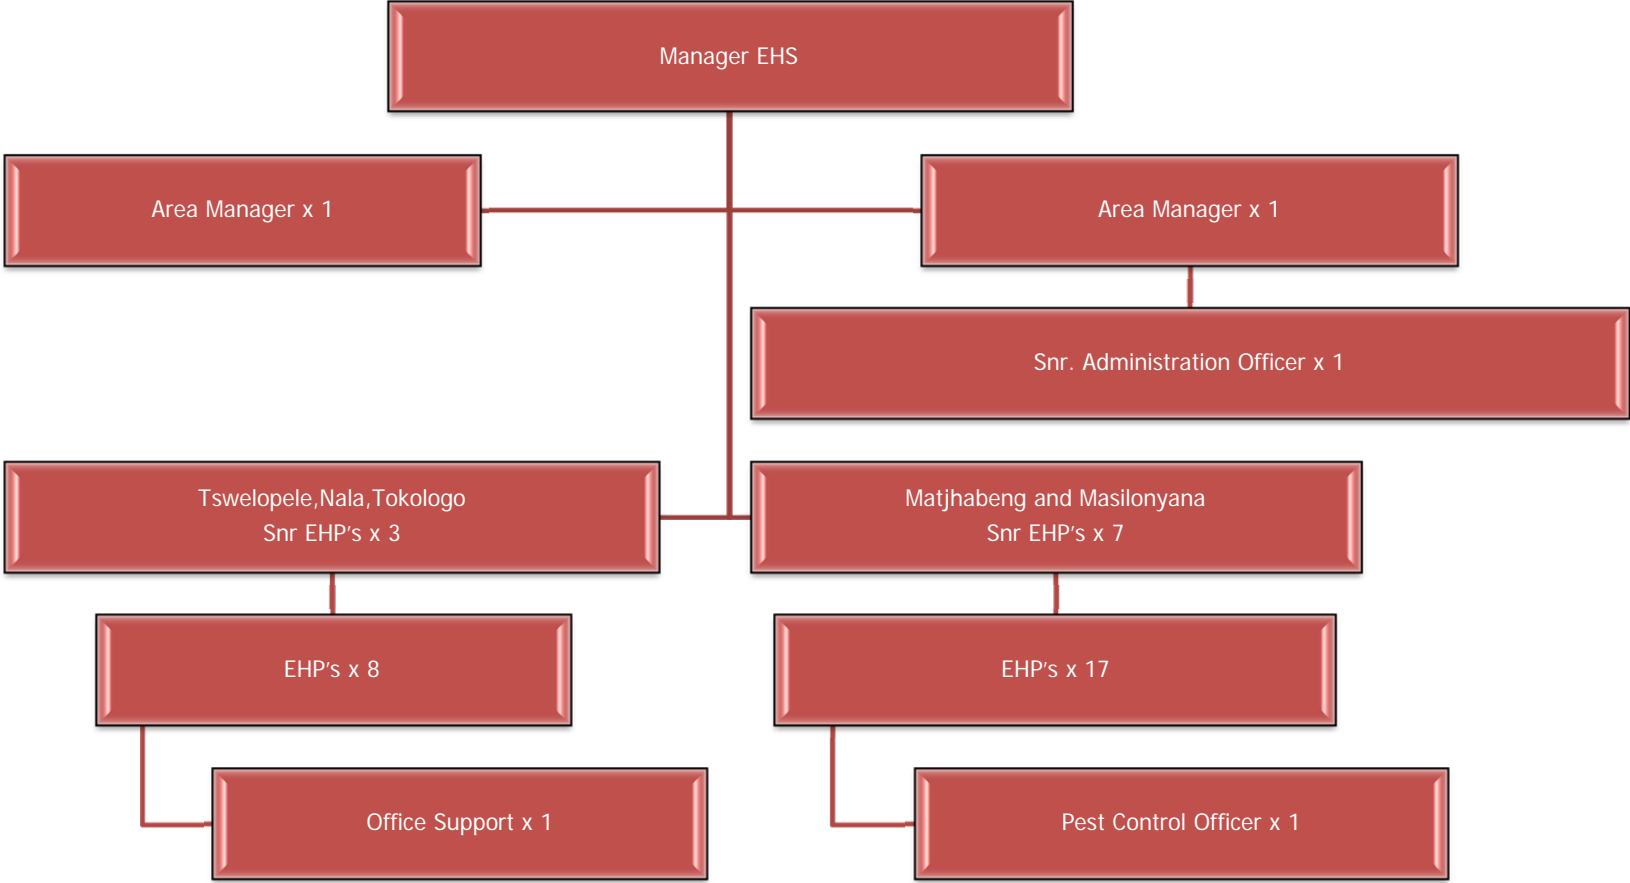 Manager EHS
Area Manager x 1
Area Manager x 1
Snr. Administration Officer x 1
Tswelopele,Nala,Tokologo
Snr EHP's x 3
Matjhabeng and Masilonyana
Snr EHP's x 7
EHP's x 8
EHP's x 17
Office Support x 1
Pest Control Officer x 1